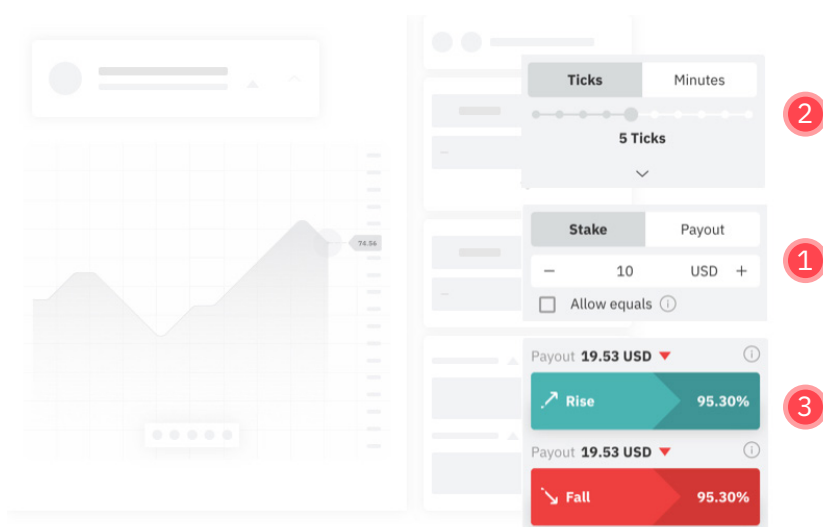 Ticks Minutes
2
5 Ticks
74.56
Stake Payout
− 10 USD +
1
Allow equals
Payout 19.53 USD
Rise 95.30%
3
Payout 19.53 USD
Fall 95.30%